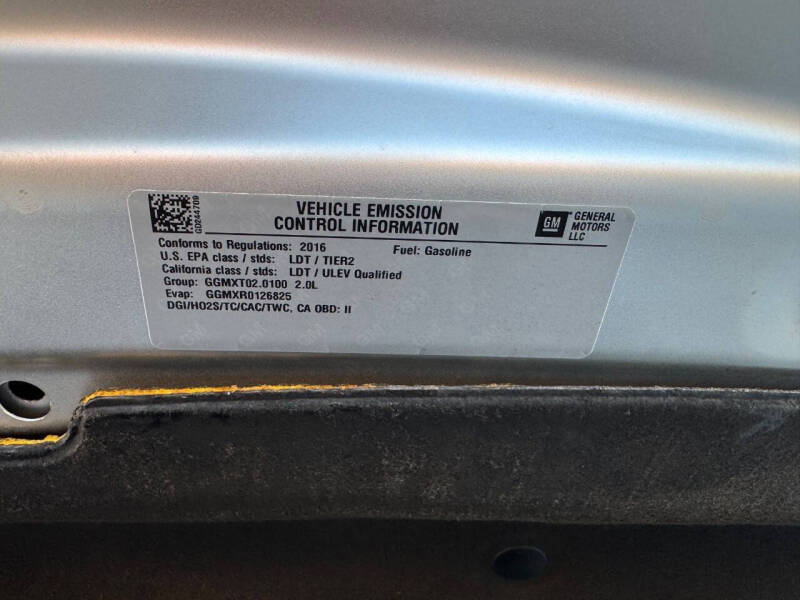 GD244709
VEHICLE EMISSION
CONTROL INFORMATION
GM
GENERAL
MOTORS
LLC
Conforms to Regulations: 2016 Fuel: Gasoline
U.S. EPA class / stds: LDT / TIER2
California class / stds: LDT / ULEV Qualified
Group: GGMXT02.0100 2.0L
Evap: GGMXR0126825
DGI/HO2S/TC/CAC/TWC, CA OBD: II